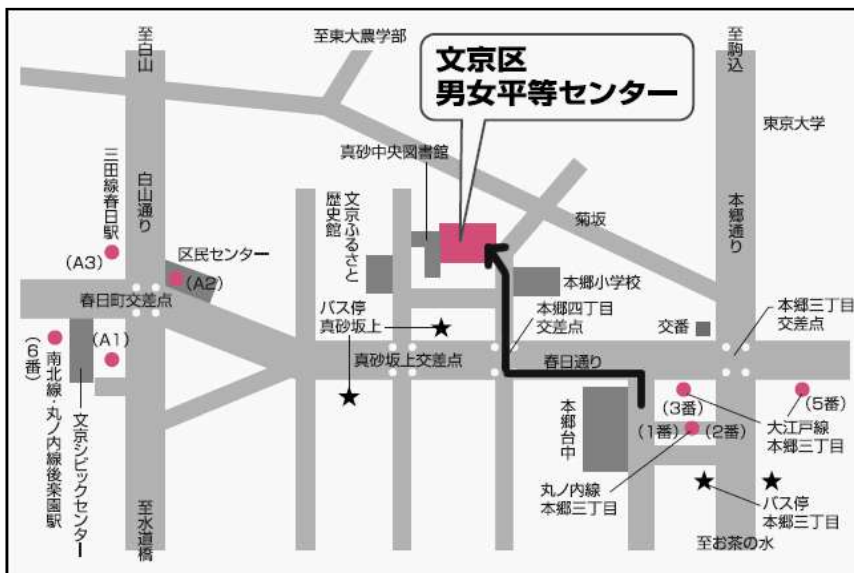 至白山
至東大農学部
文京区
男女平等センター
至駒込
東京大学
真砂中央図書館
三田線春日駅
白山通り
文京ふるさと
歴史館
菊坂
本郷通り
(A3)
区民センター
(A2)
本郷小学校
春日町交差点
バス停
真砂坂上
本郷四丁目
交差点
交番
本郷三丁目
交差点
(6番)
(A1)
真砂坂上交差点
春日通り
南北線・丸ノ内線後楽園駅
文京シビックセンター
本郷台中
(3番)
(5番)
(1番)
(2番)
大江戸線
本郷三丁目
丸ノ内線
本郷三丁目
バス停
本郷三丁目
至水道橋
至お茶の水